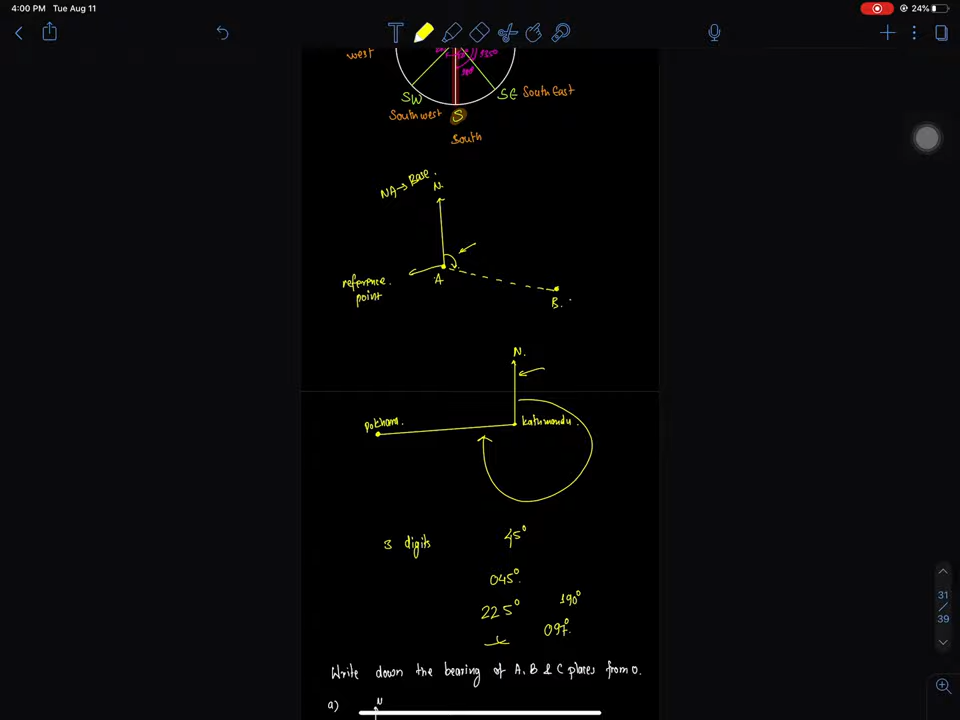 4:00 PM Tue Aug 11
24%
west
SW
SE South East
Southwest
S
South
NA → Base.
N.
reference point
A
B.
N.
pokhara.
kathmandu.
3 digits
45°
045°.
225°
190°
097°.
31
/
39
Write down the bearing of A, B & C places from O.
a)
N